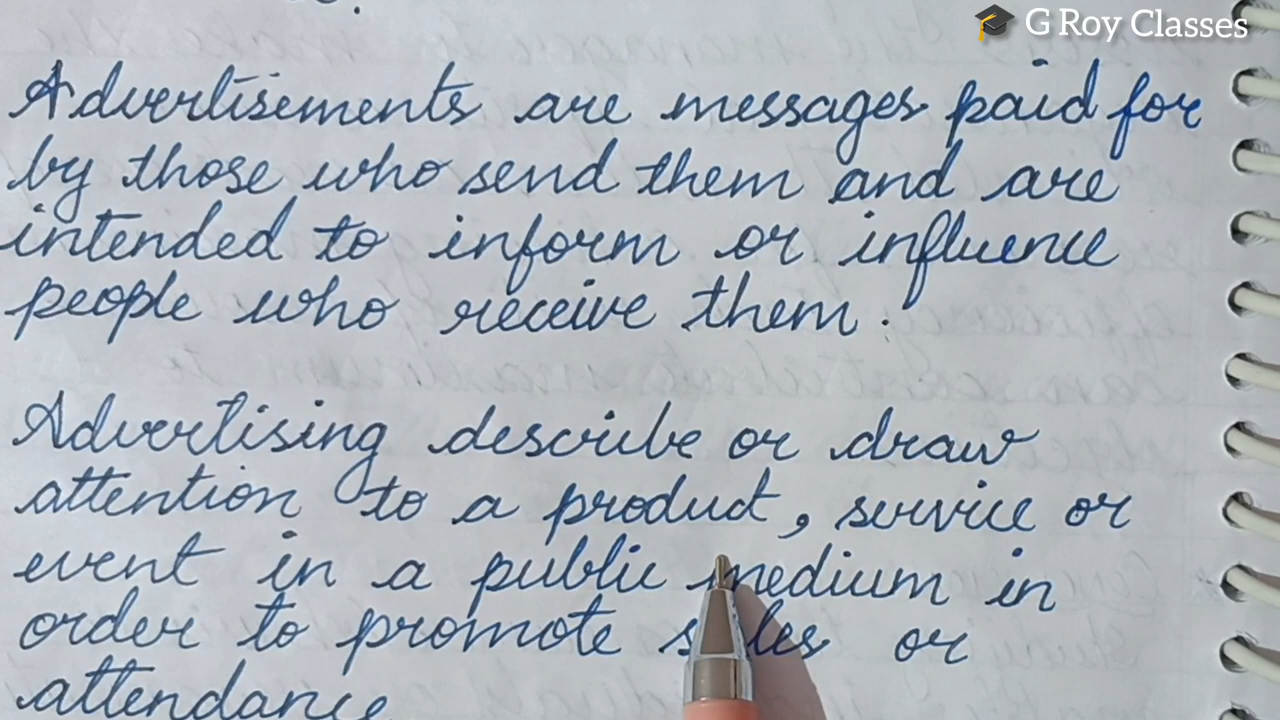 G Roy Classes
Advertisements are messages paid for
by those who send them and are
intended to inform or influence
people who receive them.
Advertising describe or draw
attention to a product, service or
event in a public medium in
order to promote sales or
attendance